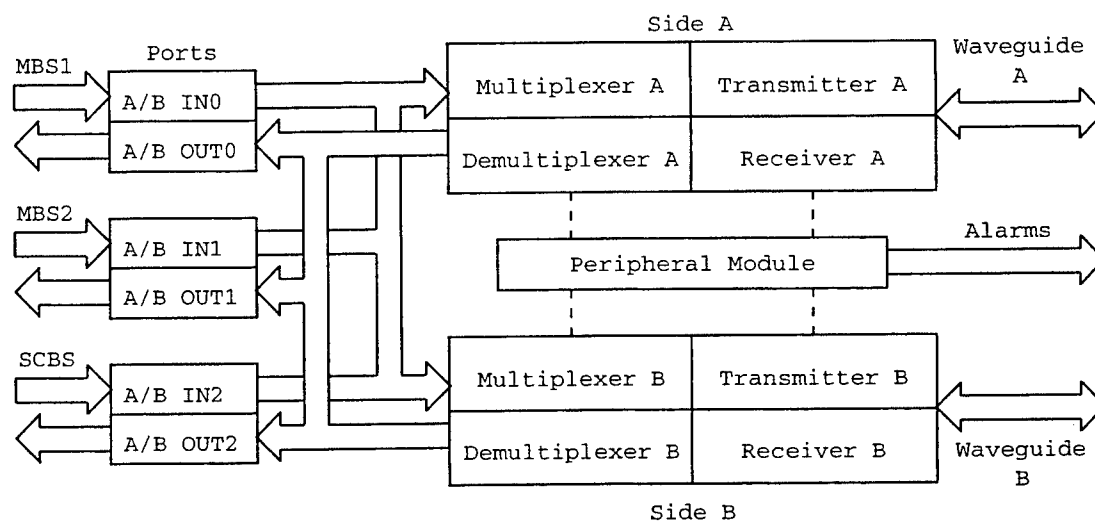 Side A
Ports
Waveguide
A
MBS1
A/B IN0
A/B OUT0
Multiplexer A
Transmitter A
Demultiplexer A
Receiver A
MBS2
A/B IN1
A/B OUT1
Peripheral Module
Alarms
SCBS
A/B IN2
A/B OUT2
Multiplexer B
Transmitter B
Demultiplexer B
Receiver B
Waveguide
B
Side B